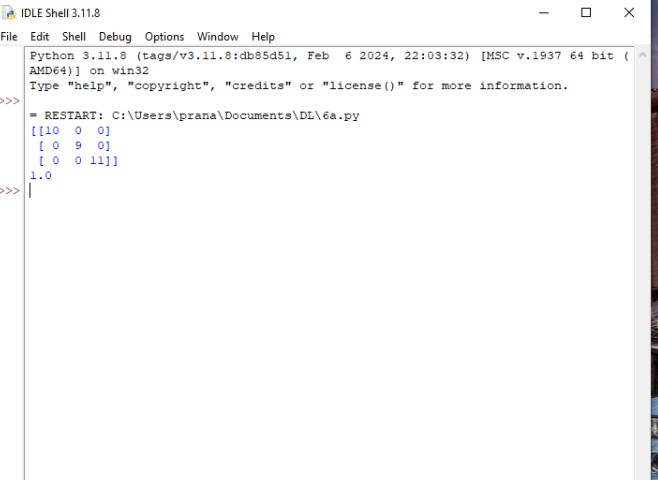 IDLE Shell 3.11.8
File Edit Shell Debug Options Window Help
Python 3.11.8 (tags/v3.11.8:db85d51, Feb  6 2024, 22:03:32) [MSC v.1937 64 bit (
AMD64)] on win32
Type "help", "copyright", "credits" or "license()" for more information.
>>>
= RESTART: C:\Users\prana\Documents\DL\6a.py
[[10  0  0]
 [ 0  9  0]
 [ 0  0 11]]
1.0
>>>